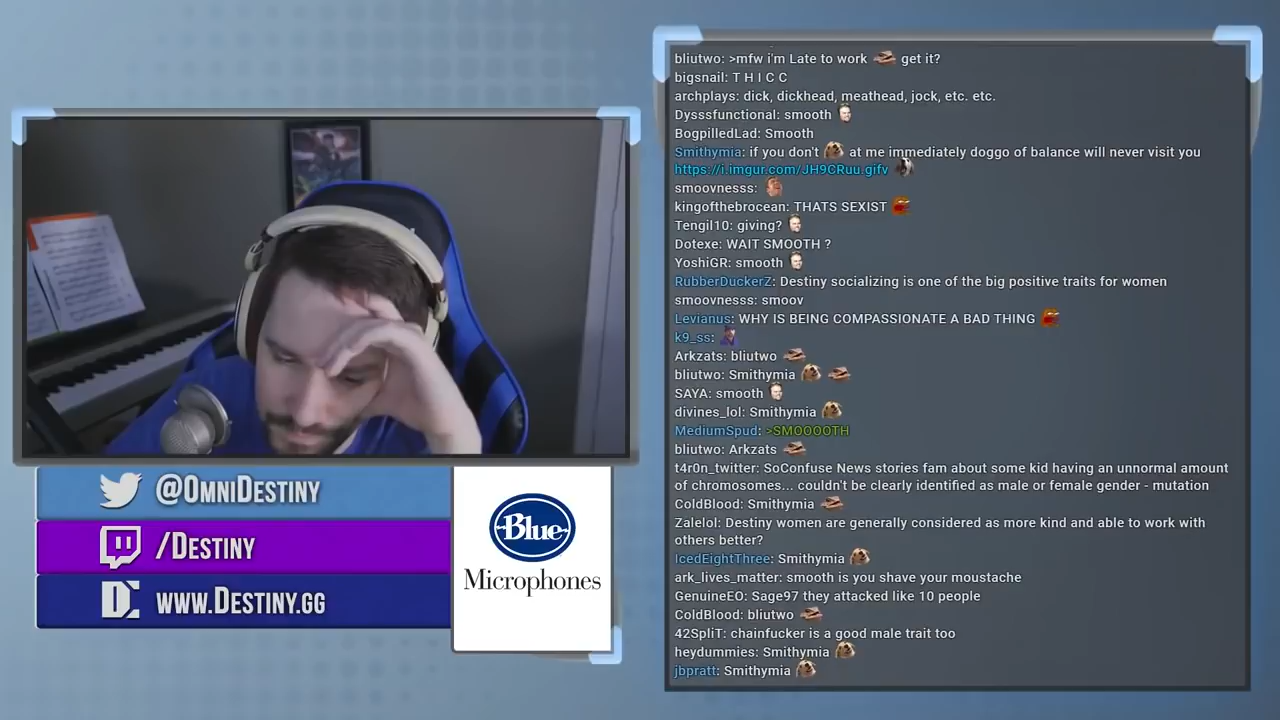 @OmniDestiny
/Destiny
www.Destiny.gg
Blue
Microphones
bliutwo: >mfw i'm Late to work get it?
bigsnail: T H I C C
archplays: dick, dickhead, meathead, jock, etc. etc.
Dysssfunctional: smooth
BogpilledLad: Smooth
Smithymia: if you don't at me immediately doggo of balance will never visit you
https://i.imgur.com/JH9CRuu.gifv
smoovnesss:
kingofthebrocean: THATS SEXIST
Tengil10: giving?
Dotexe: WAIT SMOOTH ?
YoshiGR: smooth
RubberDuckerZ: Destiny socializing is one of the big positive traits for women
smoovnesss: smoov
Levianus: WHY IS BEING COMPASSIONATE A BAD THING
k9_ss:
Arkzats: bliutwo
bliutwo: Smithymia
SAYA: smooth
divines_lol: Smithymia
MediumSpud: >SMOOOOTH
bliutwo: Arkzats
t4r0n_twitter: SoConfuse News stories fam about some kid having an unnormal amount
of chromosomes... couldn't be clearly identified as male or female gender - mutation
ColdBlood: Smithymia
Zalelol: Destiny women are generally considered as more kind and able to work with
others better?
IcedEightThree: Smithymia
ark_lives_matter: smooth is you shave your moustache
GenuineEO: Sage97 they attacked like 10 people
ColdBlood: bliutwo
42SpliT: chainfucker is a good male trait too
heydummies: Smithymia
jbpratt: Smithymia